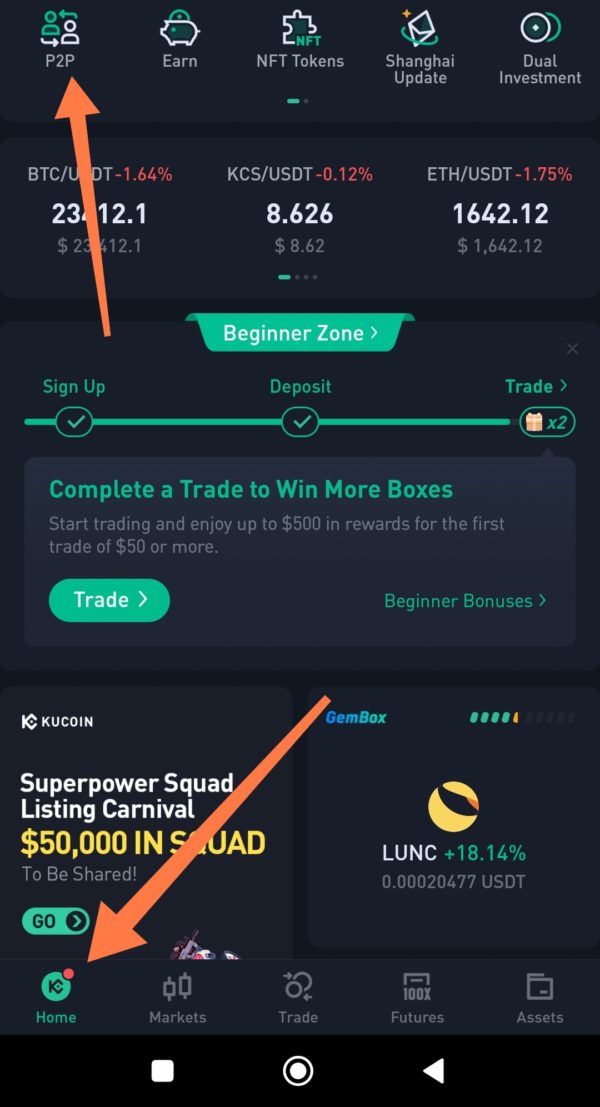 P2P
Earn
NFT
NFT Tokens
Shanghai
Update
Dual
Investment
BTC/USDT -1.64%
23412.1
$ 23,412.1
KCS/USDT -0.12%
8.626
$ 8.62
ETH/USDT -1.75%
1642.12
$ 1,642.12
Beginner Zone >
Sign Up
Deposit
Trade >
x2
Complete a Trade to Win More Boxes
Start trading and enjoy up to $500 in rewards for the first
trade of $50 or more.
Trade >
Beginner Bonuses >
KUCOIN
Superpower Squad
Listing Carnival
$50,000 IN SQUAD
To Be Shared!
GO >
GemBox
LUNC +18.14%
0.00020477 USDT
Home
Markets
Trade
100X
Futures
Assets